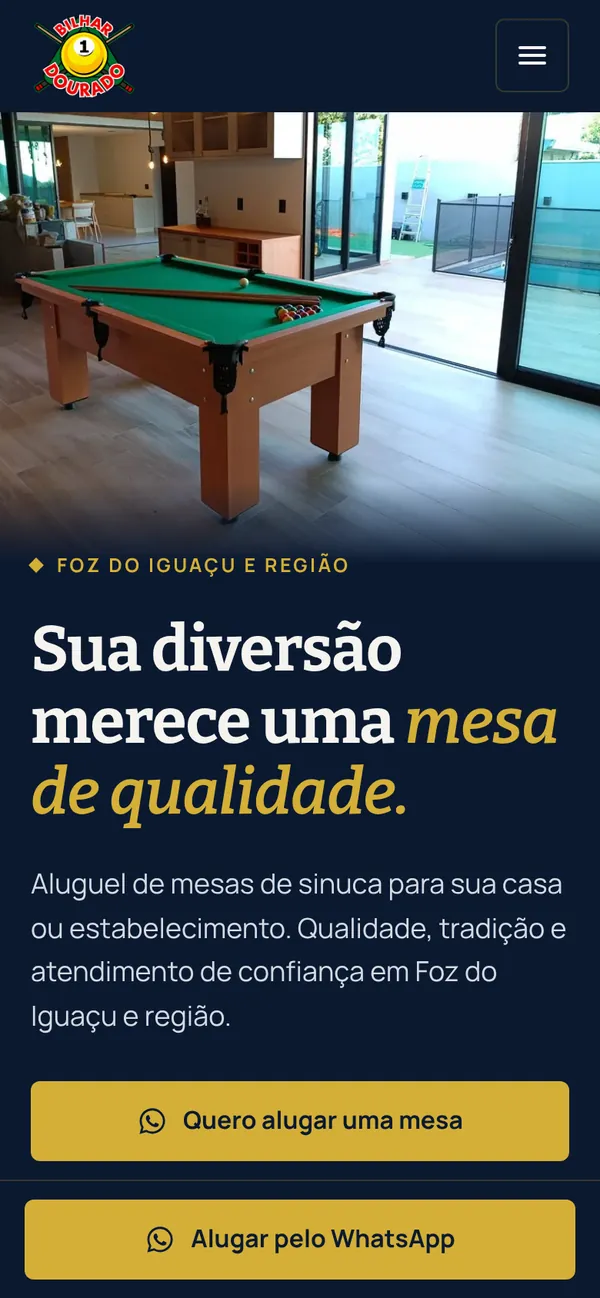 BILHAR
1
DOURADO
FOZ DO IGUAÇU E REGIÃO
Sua diversão
merece uma mesa
de qualidade.
Aluguel de mesas de sinuca para sua casa
ou estabelecimento. Qualidade, tradição e
atendimento de confiança em Foz do
Iguaçu e região.
Quero alugar uma mesa
Alugar pelo WhatsApp